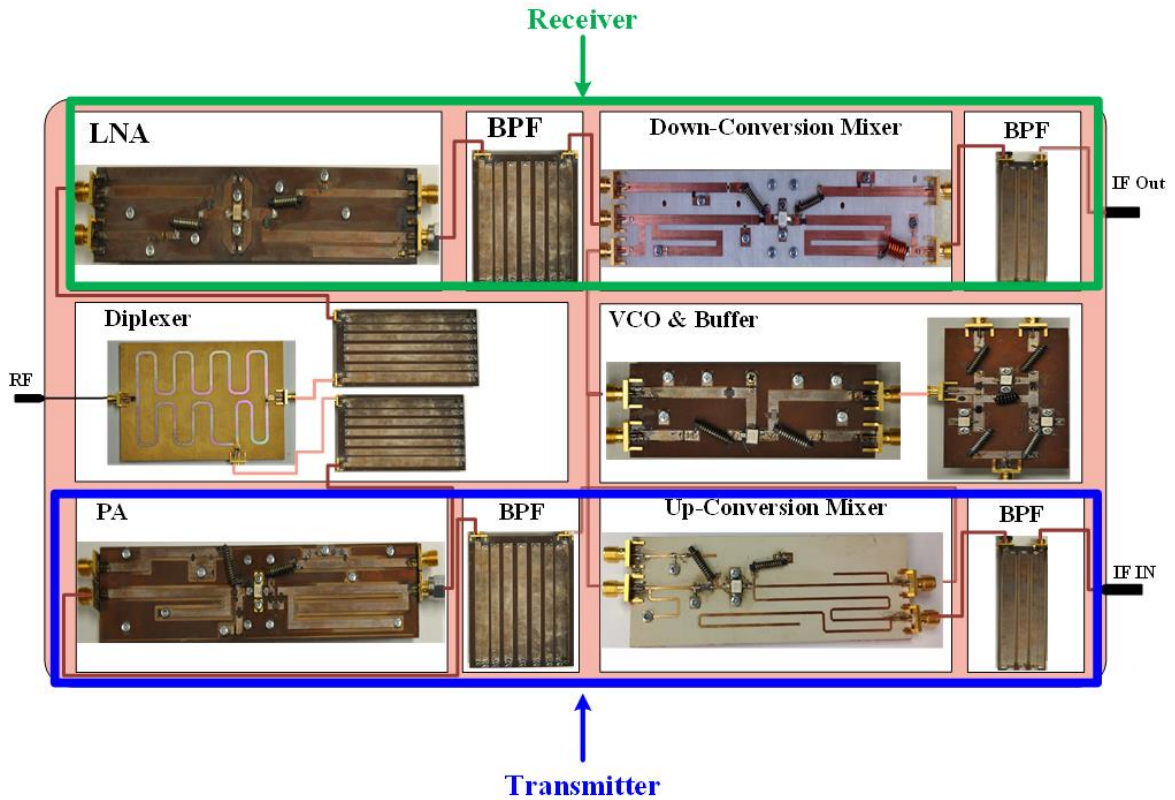 Receiver
LNA
BPF
Down-Conversion Mixer
BPF
IF Out
Diplexer
VCO & Buffer
RF
PA
BPF
Up-Conversion Mixer
BPF
IF IN
Transmitter